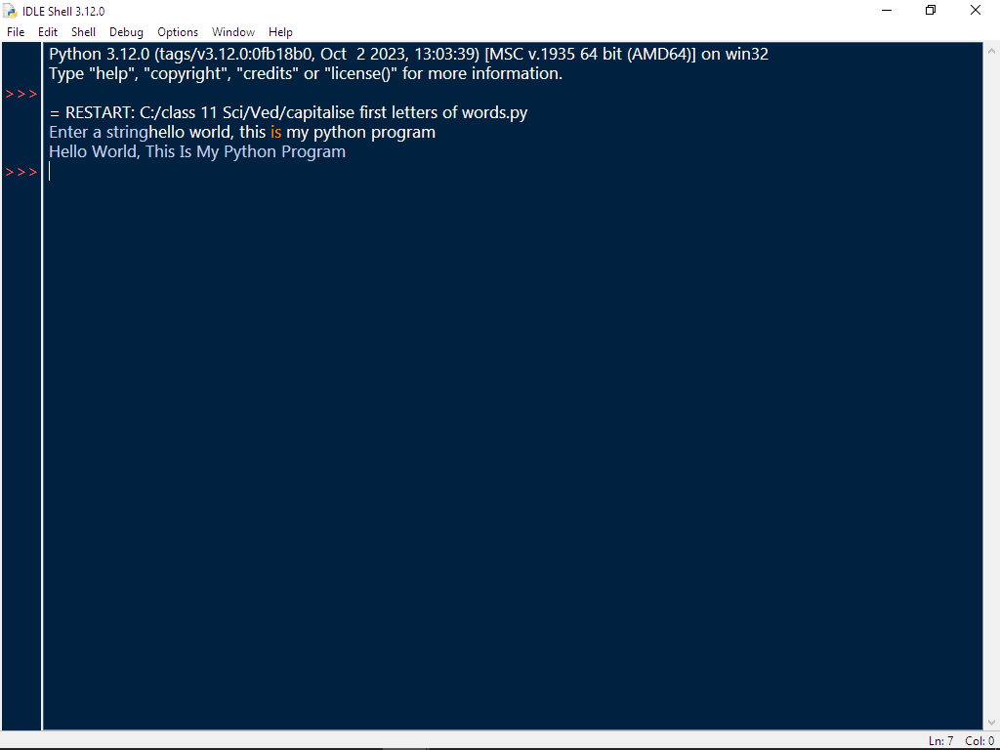 IDLE Shell 3.12.0
File Edit Shell Debug Options Window Help
Python 3.12.0 (tags/v3.12.0:0fb18b0, Oct  2 2023, 13:03:39) [MSC v.1935 64 bit (AMD64)] on win32
Type "help", "copyright", "credits" or "license()" for more information.
>>>
= RESTART: C:/class 11 Sci/Ved/capitalise first letters of words.py
Enter a stringhello world, this is my python program
Hello World, This Is My Python Program
>>>
Ln: 7 Col: 0